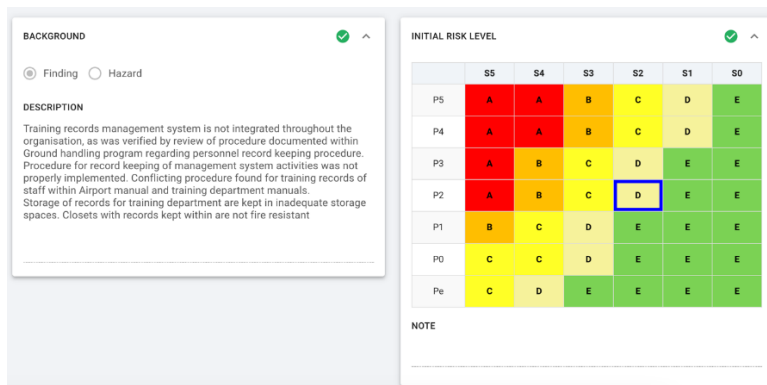 BACKGROUND
Finding Hazard
DESCRIPTION
Training records management system is not integrated throughout the
organisation, as was verified by review of procedure documented within
Ground handling program regarding personnel record keeping procedure.
Procedure for record keeping of management system activities was not
properly implemented. Conflicting procedure found for training records of
staff within Airport manual and training department manuals.
Storage of records for training department are kept in inadequate storage
spaces. Closets with records kept within are not fire resistant
INITIAL RISK LEVEL
S5 S4 S3 S2 S1 S0
P5 A A B C D E
P4 A A B C D E
P3 A B C D E E
P2 A B C D E E
P1 B C D E E E
P0 C C D E E E
Pe C D E E E E
NOTE